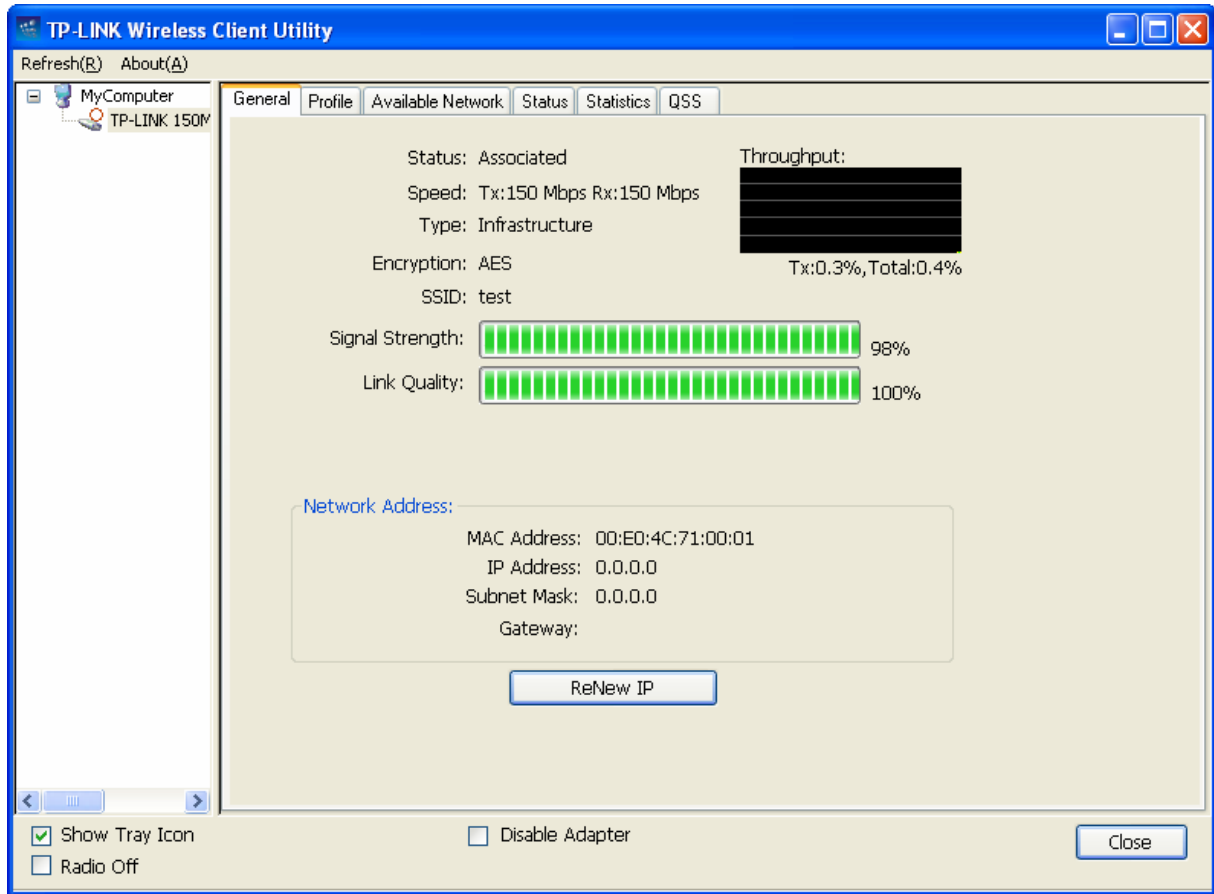 TP-LINK Wireless Client Utility
Refresh(R) About(A)
MyComputer
TP-LINK 150M
General Profile Available Network Status Statistics QSS
Status: Associated
Speed: Tx:150 Mbps Rx:150 Mbps
Type: Infrastructure
Encryption: AES
SSID: test
Throughput:
Tx:0.3%,Total:0.4%
Signal Strength: 98%
Link Quality: 100%
Network Address:
MAC Address: 00:E0:4C:71:00:01
IP Address: 0.0.0.0
Subnet Mask: 0.0.0.0
Gateway:
ReNew IP
Show Tray Icon
Radio Off
Disable Adapter
Close